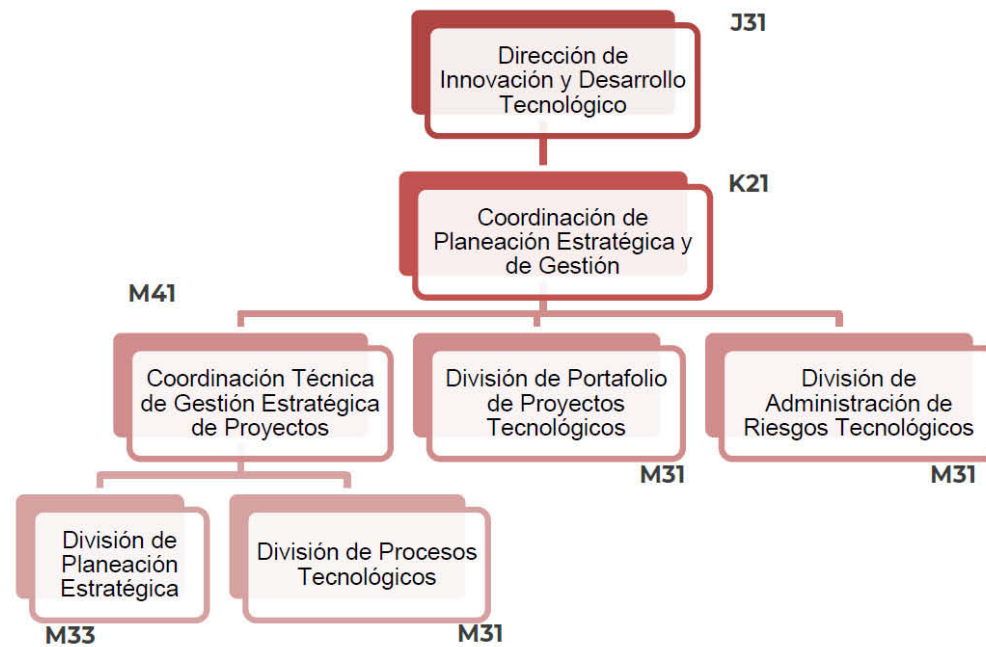 J31
Dirección de
Innovación y Desarrollo
Tecnológico
K21
Coordinación de
Planeación Estratégica y
de Gestión
M41
Coordinación Técnica
de Gestión Estratégica
de Proyectos
División de Portafolio
de Proyectos
Tecnológicos
M31
División de
Administración de
Riesgos Tecnológicos
M31
División de
Planeación
Estratégica
M33
División de Procesos
Tecnológicos
M31